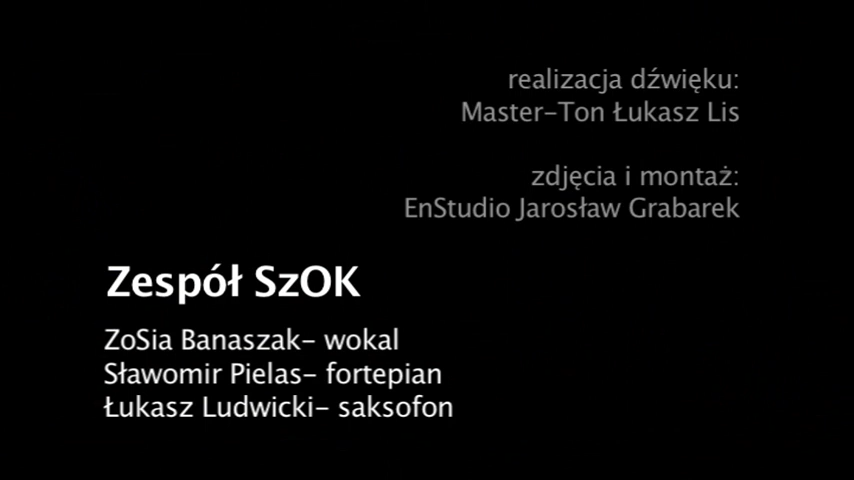 realizacja dźwięku:
Master-Ton Łukasz Lis
zdjęcia i montaż:
EnStudio Jarosław Grabarek
Zespół SzOK
ZoSia Banaszak- wokal
Sławomir Pielas- fortepian
Łukasz Ludwicki- saksofon